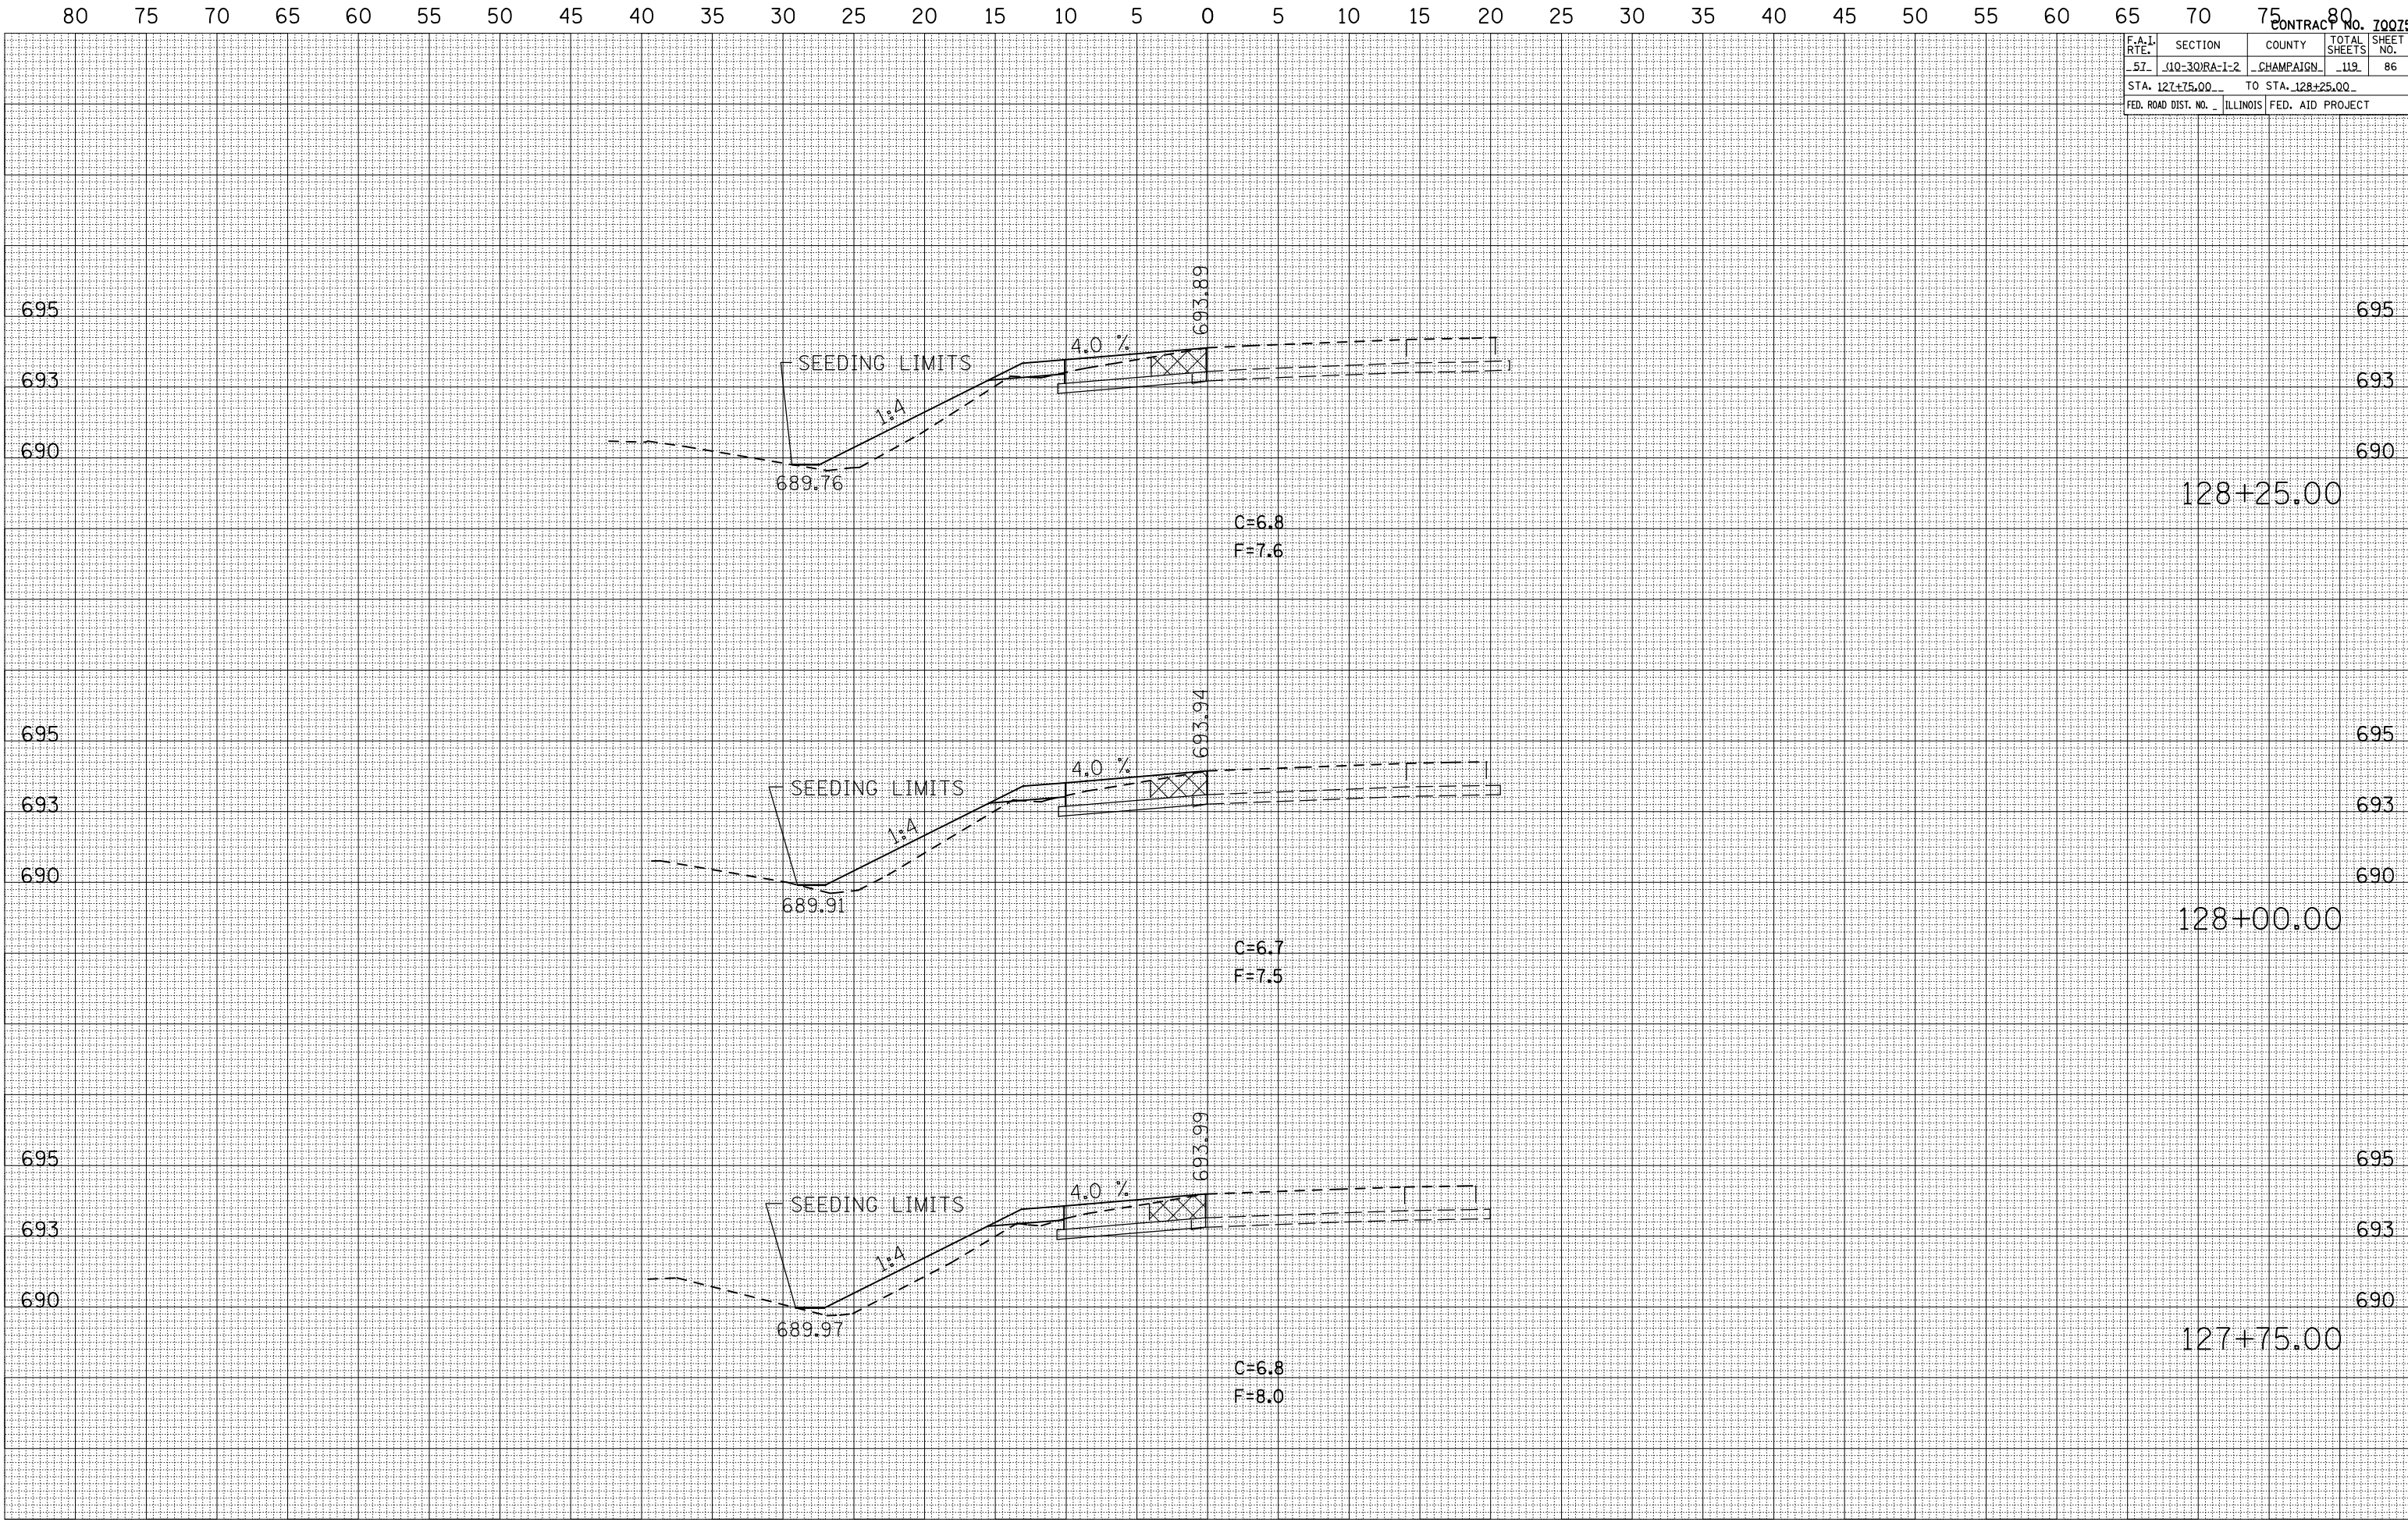 80 75 70 65 60 55 50 45 40 35 30 25 20 15 10 5 0 5 10 15 20 25 30 35 40 45 50 55 60 65 70 75 80
CONTRACT NO.
F.A.I. RTE. SECTION COUNTY TOTAL SHEETS SHEET NO.
57 (10-30)RA-1-2 CHAMPAIGN 119 86
STA. 127+75.00 TO STA. 128+25.00
FED. ROAD DIST. NO. _ ILLINOIS FED. AID PROJECT
693.89
695 695
4.0 %
SEEDING LIMITS
693 693
1:4
690 690
689.76
128+25.00
C=6.8
F=7.6
693.94
695 695
4.0 %
SEEDING LIMITS
693 693
1:4
690 690
689.91
128+00.00
C=6.7
F=7.5
693.99
695 695
4.0 %
SEEDING LIMITS
693 693
1:4
690 690
689.97
127+75.00
C=6.8
F=8.0